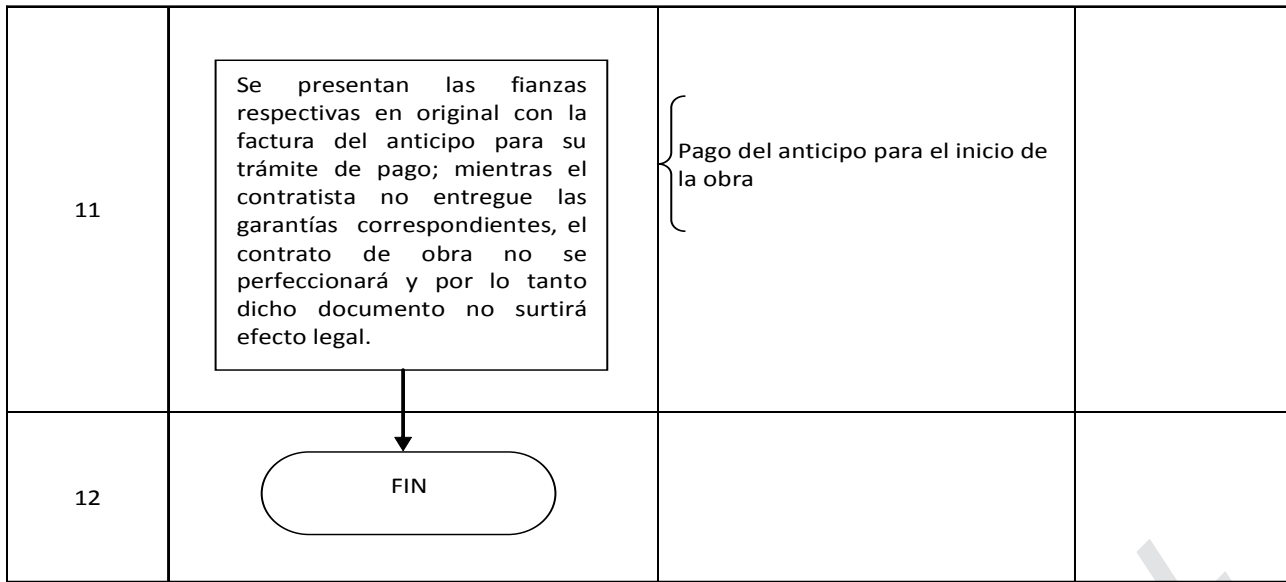 11
Se presentan las fianzas
respectivas en original con la
factura del anticipo para su
trámite de pago; mientras el
contratista no entregue las
garantías correspondientes, el
contrato de obra no se
perfeccionará y por lo tanto
dicho documento no surtirá
efecto legal.
Pago del anticipo para el inicio de
la obra
12
FIN